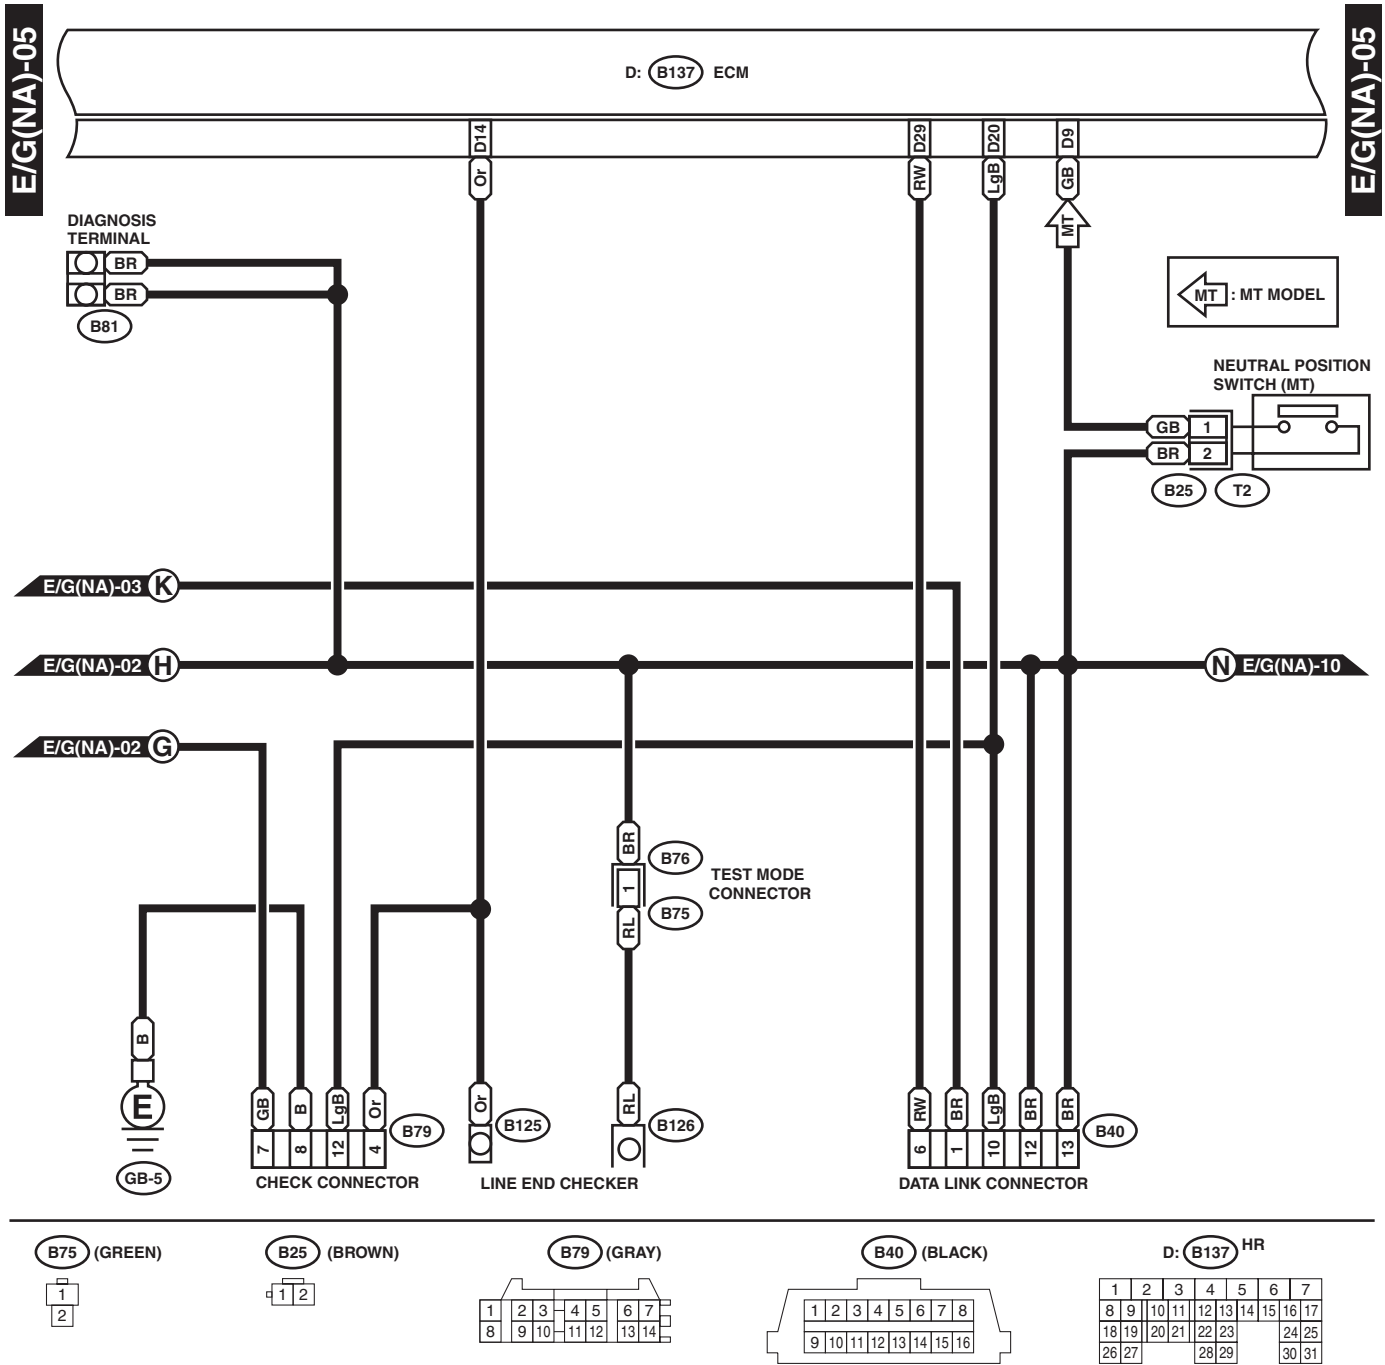 E/G(NA)-05
E/G(NA)-05
D: B137 ECM
D14
D29
D20
D9
Or
RW
LgB
GB
MT
DIAGNOSIS
TERMINAL
BR
BR
B81
MT : MT MODEL
NEUTRAL POSITION
SWITCH (MT)
GB 1
BR 2
B25 T2
E/G(NA)-03 K
E/G(NA)-02 H
N E/G(NA)-10
E/G(NA)-02 G
BR
B76
1
TEST MODE
CONNECTOR
B75
RL
B
E
GB-5
GB B LgB Or
7 8 12 4
B79
CHECK CONNECTOR
Or
B125
RL
B126
LINE END CHECKER
RW BR LgB BR BR
6 1 10 12 13
B40
DATA LINK CONNECTOR
B75 (GREEN)
1
2
B25 (BROWN)
1 2
B79 (GRAY)
1 2 3 4 5 6 7
8 9 10 11 12 13 14
B40 (BLACK)
1 2 3 4 5 6 7 8
9 10 11 12 13 14 15 16
D: B137 HR
1 2 3 4 5 6 7
8 9 10 11 12 13 14 15 16 17
18 19 20 21 22 23 24 25
26 27 28 29 30 31